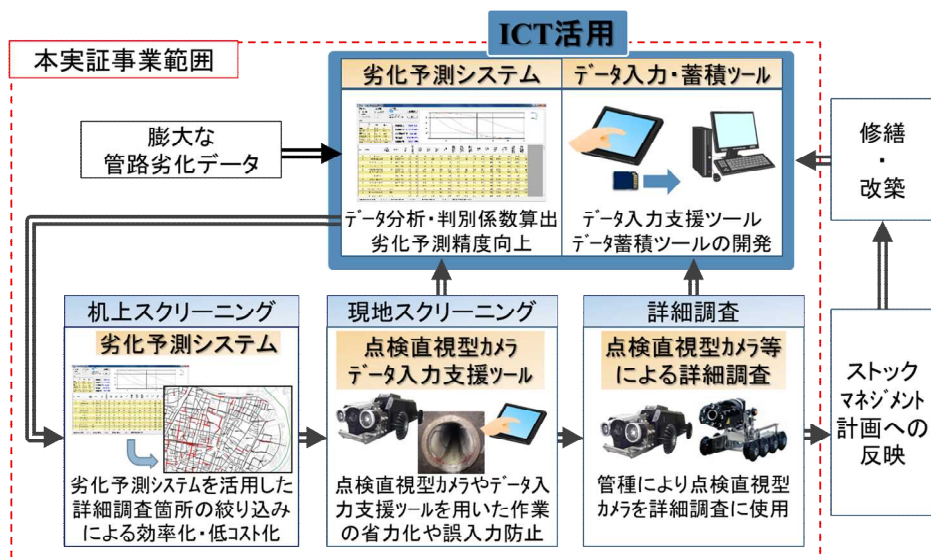 ICT活用
本実証事業範囲
劣化予測システム
データ入力・蓄積ツール
膨大な
管路劣化データ
データ分析・判別係数算出
劣化予測精度向上
データ入力支援ツール
データ蓄積ツールの開発
修繕
・
改築
机上スクリーニング
劣化予測システム
劣化予測システムを活用した
詳細調査箇所の絞り込み
による効率化・低コスト化
現地スクリーニング
点検直視型カメラ
データ入力支援ツール
点検直視型カメラやデータ入
力支援ツールを用いた作業
の省力化や誤入力防止
詳細調査
点検直視型カメラ等
による詳細調査
管種により点検直視型
カメラを詳細調査に使用
ストック
マネジメント
計画への
反映